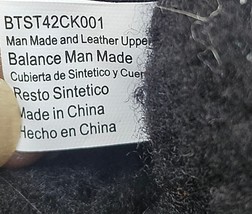 BTST42CK001
Man Made and Leather Upper
Balance Man Made
Cubierta de Sintetico y Cuer
Resto Sintetico
Made in China
Hecho en China